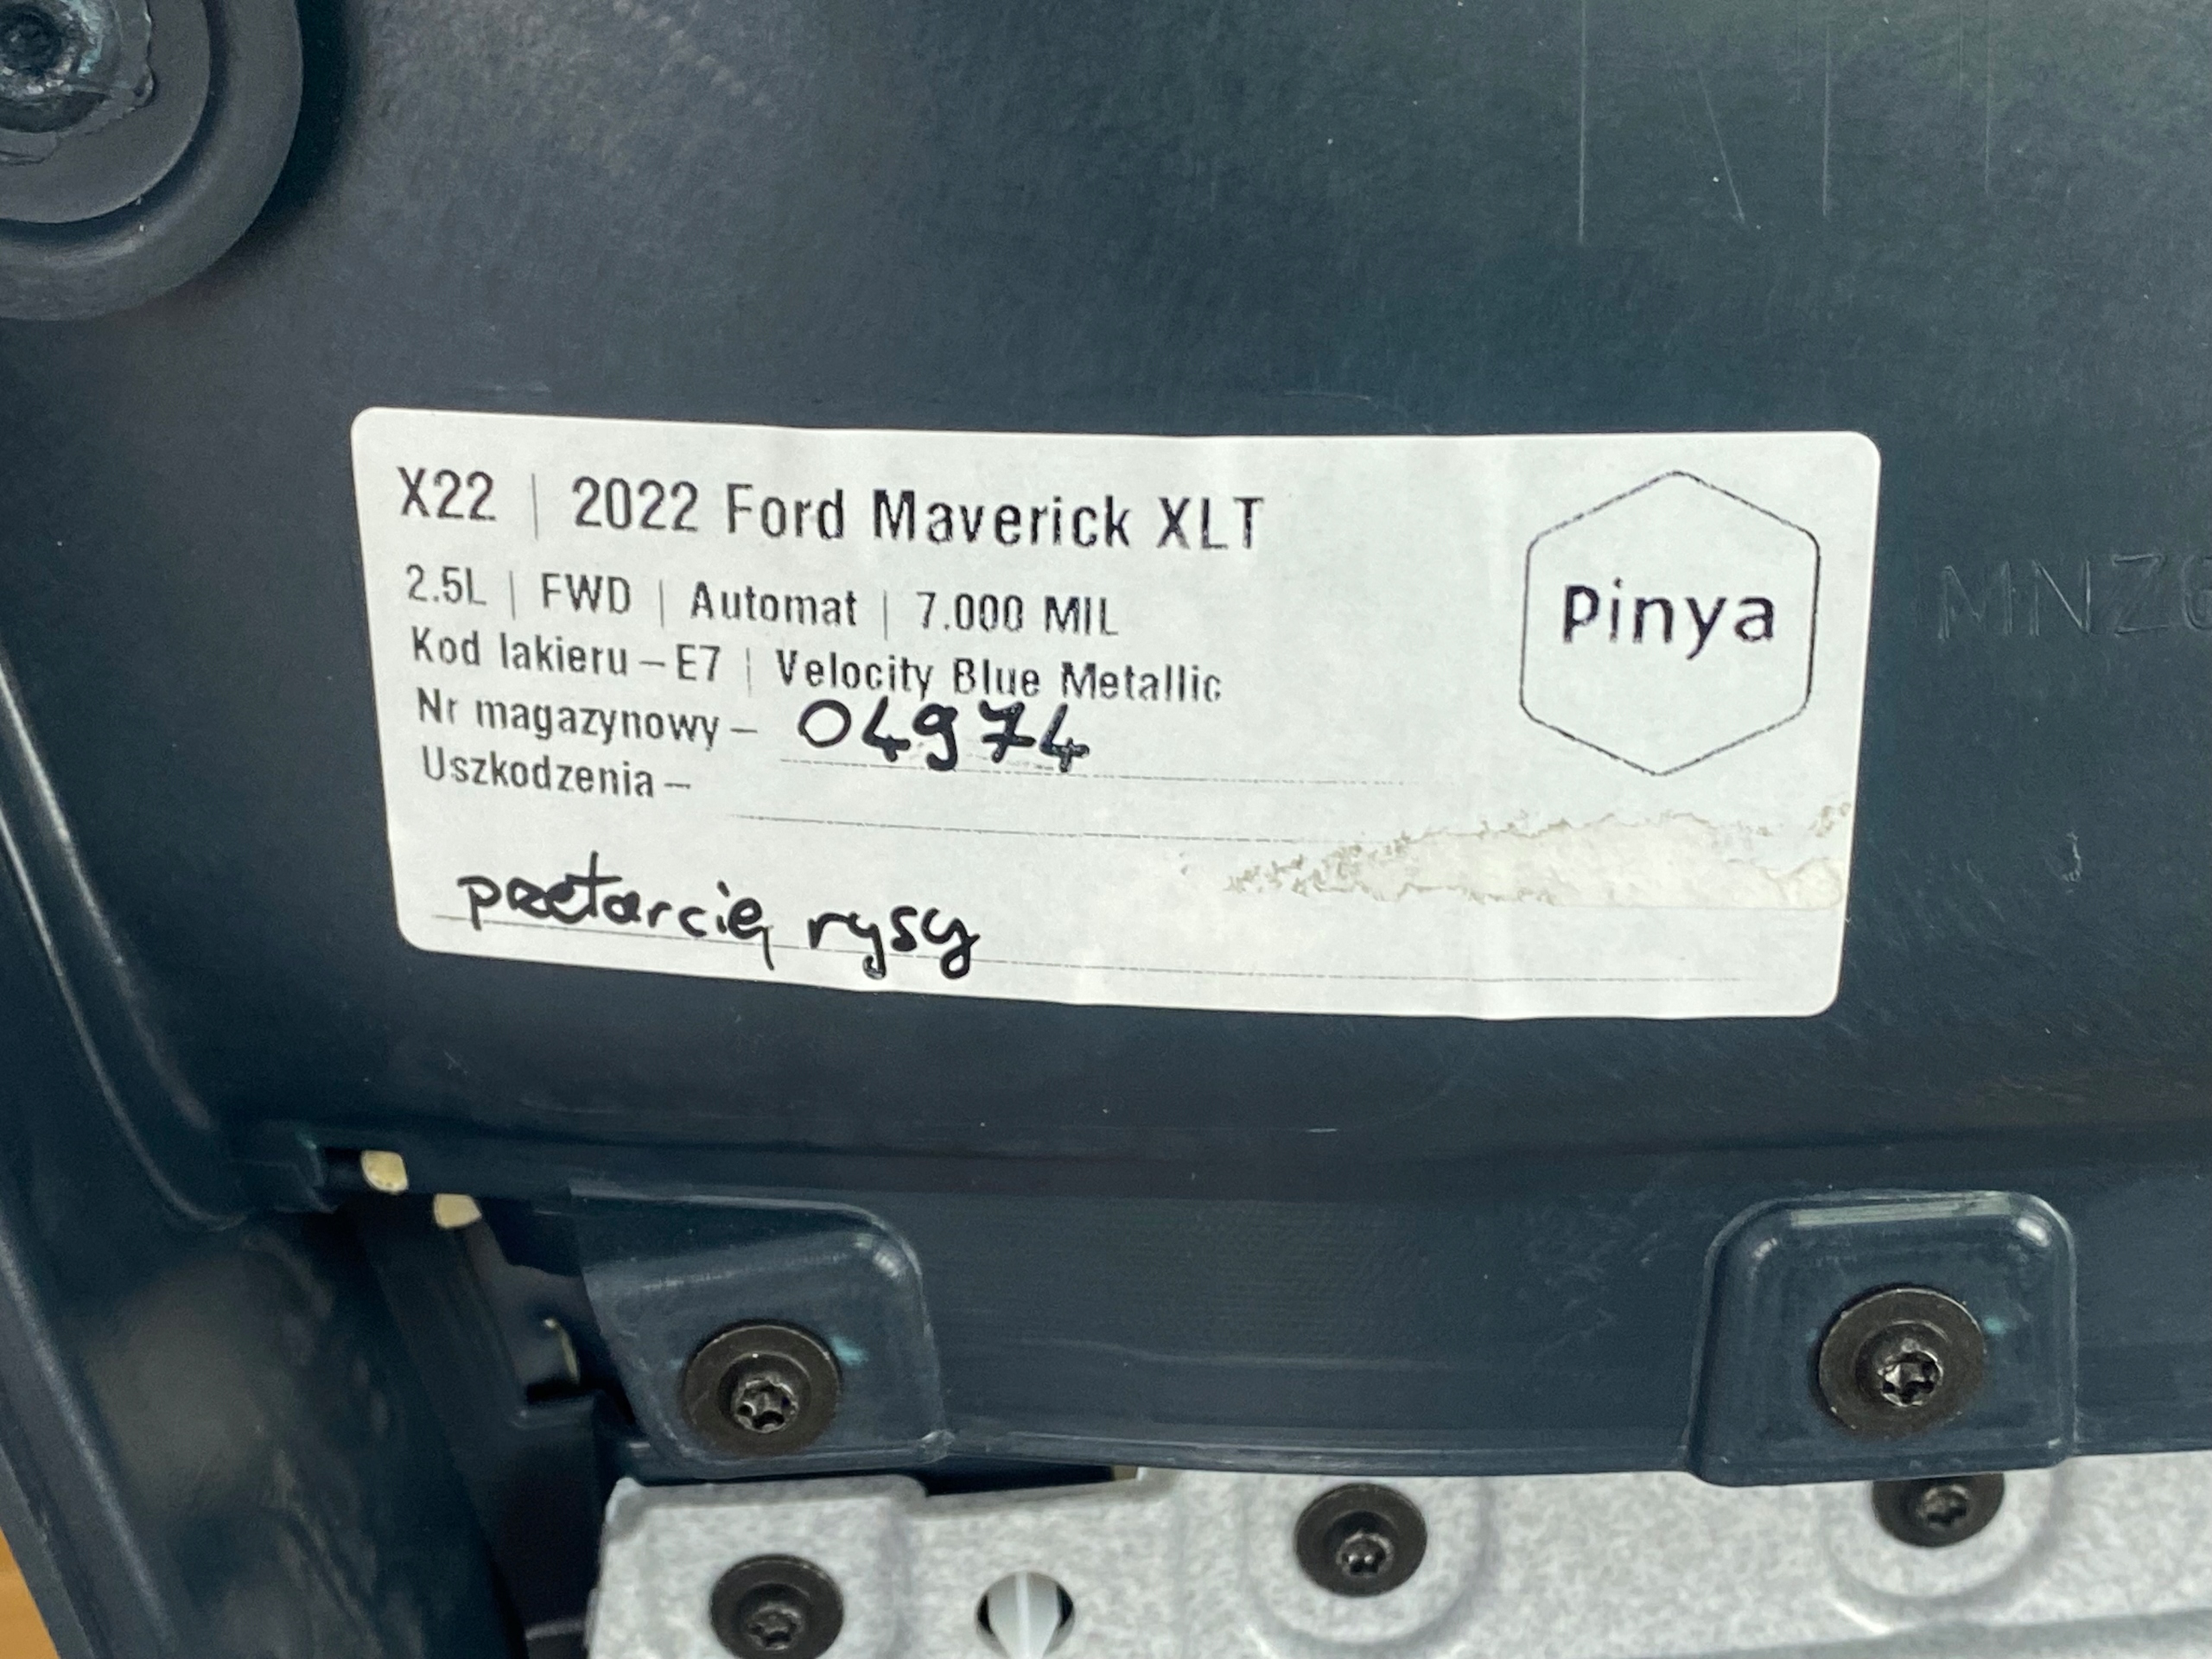 X22 | 2022 Ford Maverick XLT
2.5L | FWD | Automat | 7.000 MIL
Kod lakieru – E7 | Velocity Blue Metallic
Nr magazynowy – 04974
Uszkodzenia –
rysy
Pinya